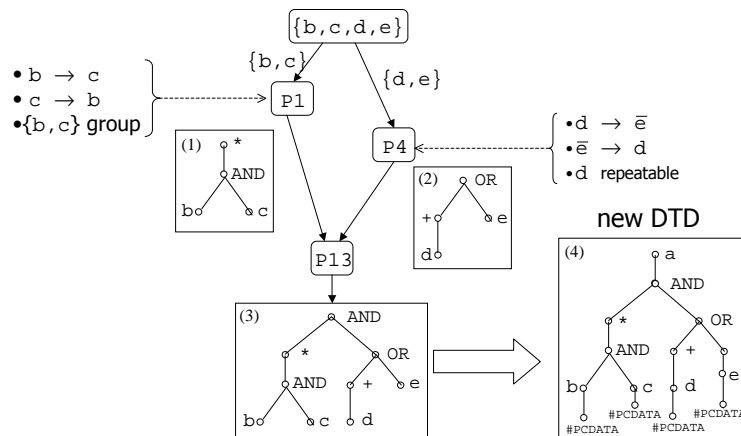 {b,c,d,e}
{b,c}
{d,e}
• b → c
• c → b
•{b,c} group
P1
P4
•d → e̅
•e̅ → d
•d repeatable
(1)
*
AND
b
c
(2)
OR
+
e
d
new DTD
P13
(3)
AND
*
OR
AND
+
e
b
c
d
(4)
a
AND
*
OR
AND
+
b
c
d
e
#PCDATA
#PCDATA
#PCDATA
#PCDATA